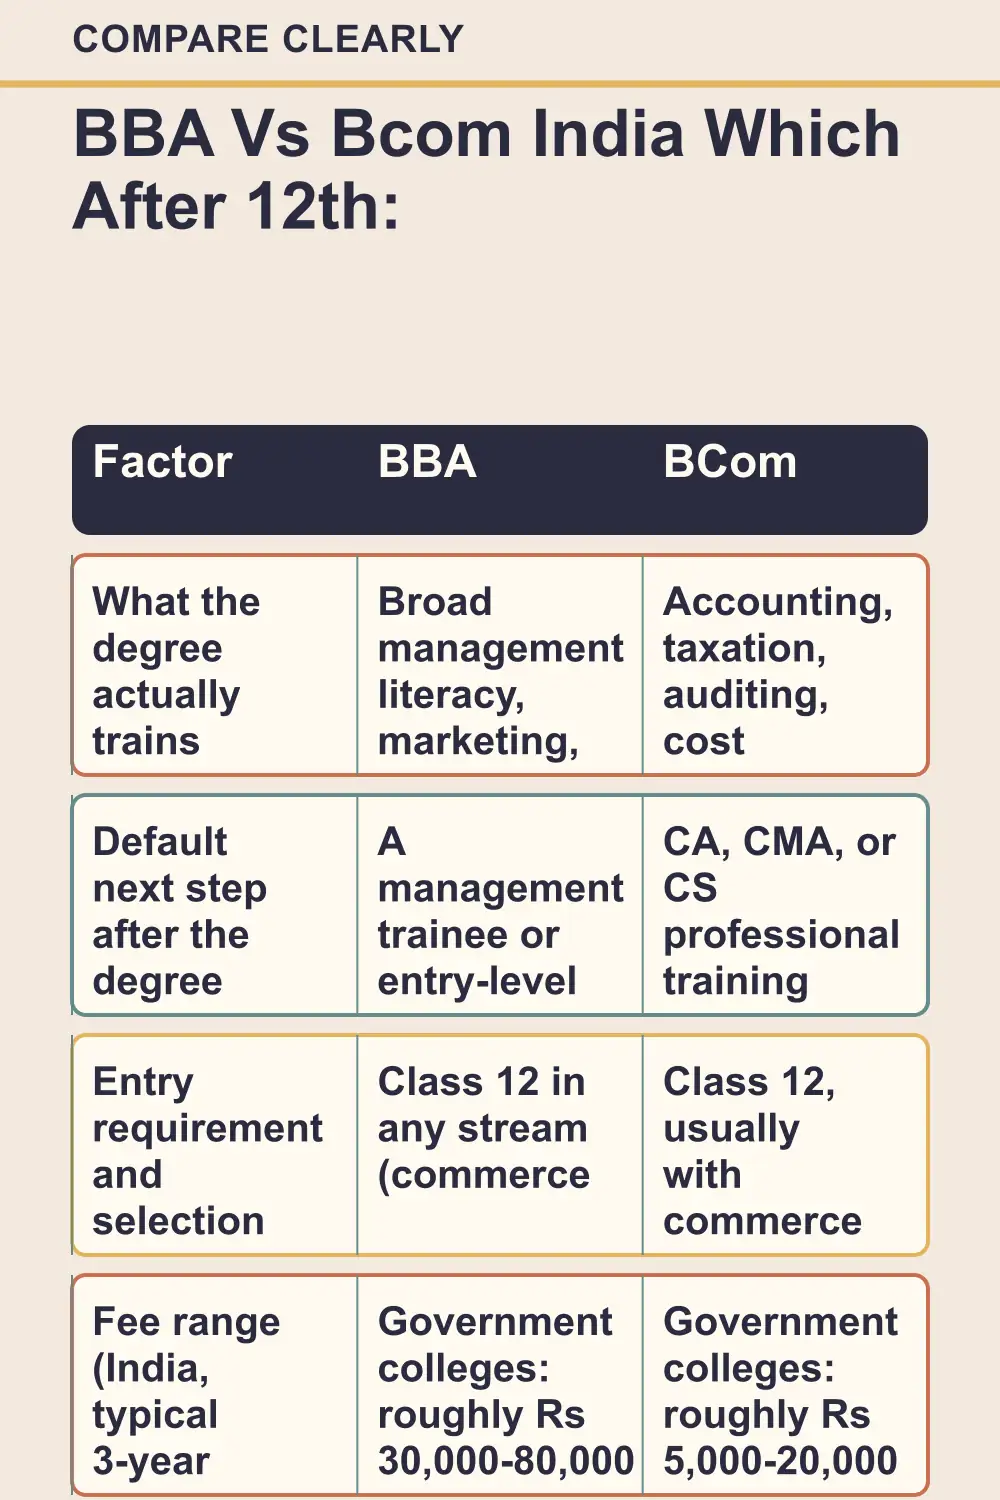 COMPARE CLEARLY
BBA Vs Bcom India Which
After 12th:
Factor
BBA
BCom
What the
degree
actually
trains
Broad
management
literacy,
marketing,
Accounting,
taxation,
auditing,
cost
Default
next step
after the
degree
A
management
trainee or
entry-level
CA, CMA, or
CS
professional
training
Entry
requirement
and
selection
Class 12 in
any stream
(commerce
Class 12,
usually
with
commerce
Fee range
(India,
typical
3-year
Government
colleges:
roughly Rs
30,000-80,000
Government
colleges:
roughly Rs
5,000-20,000